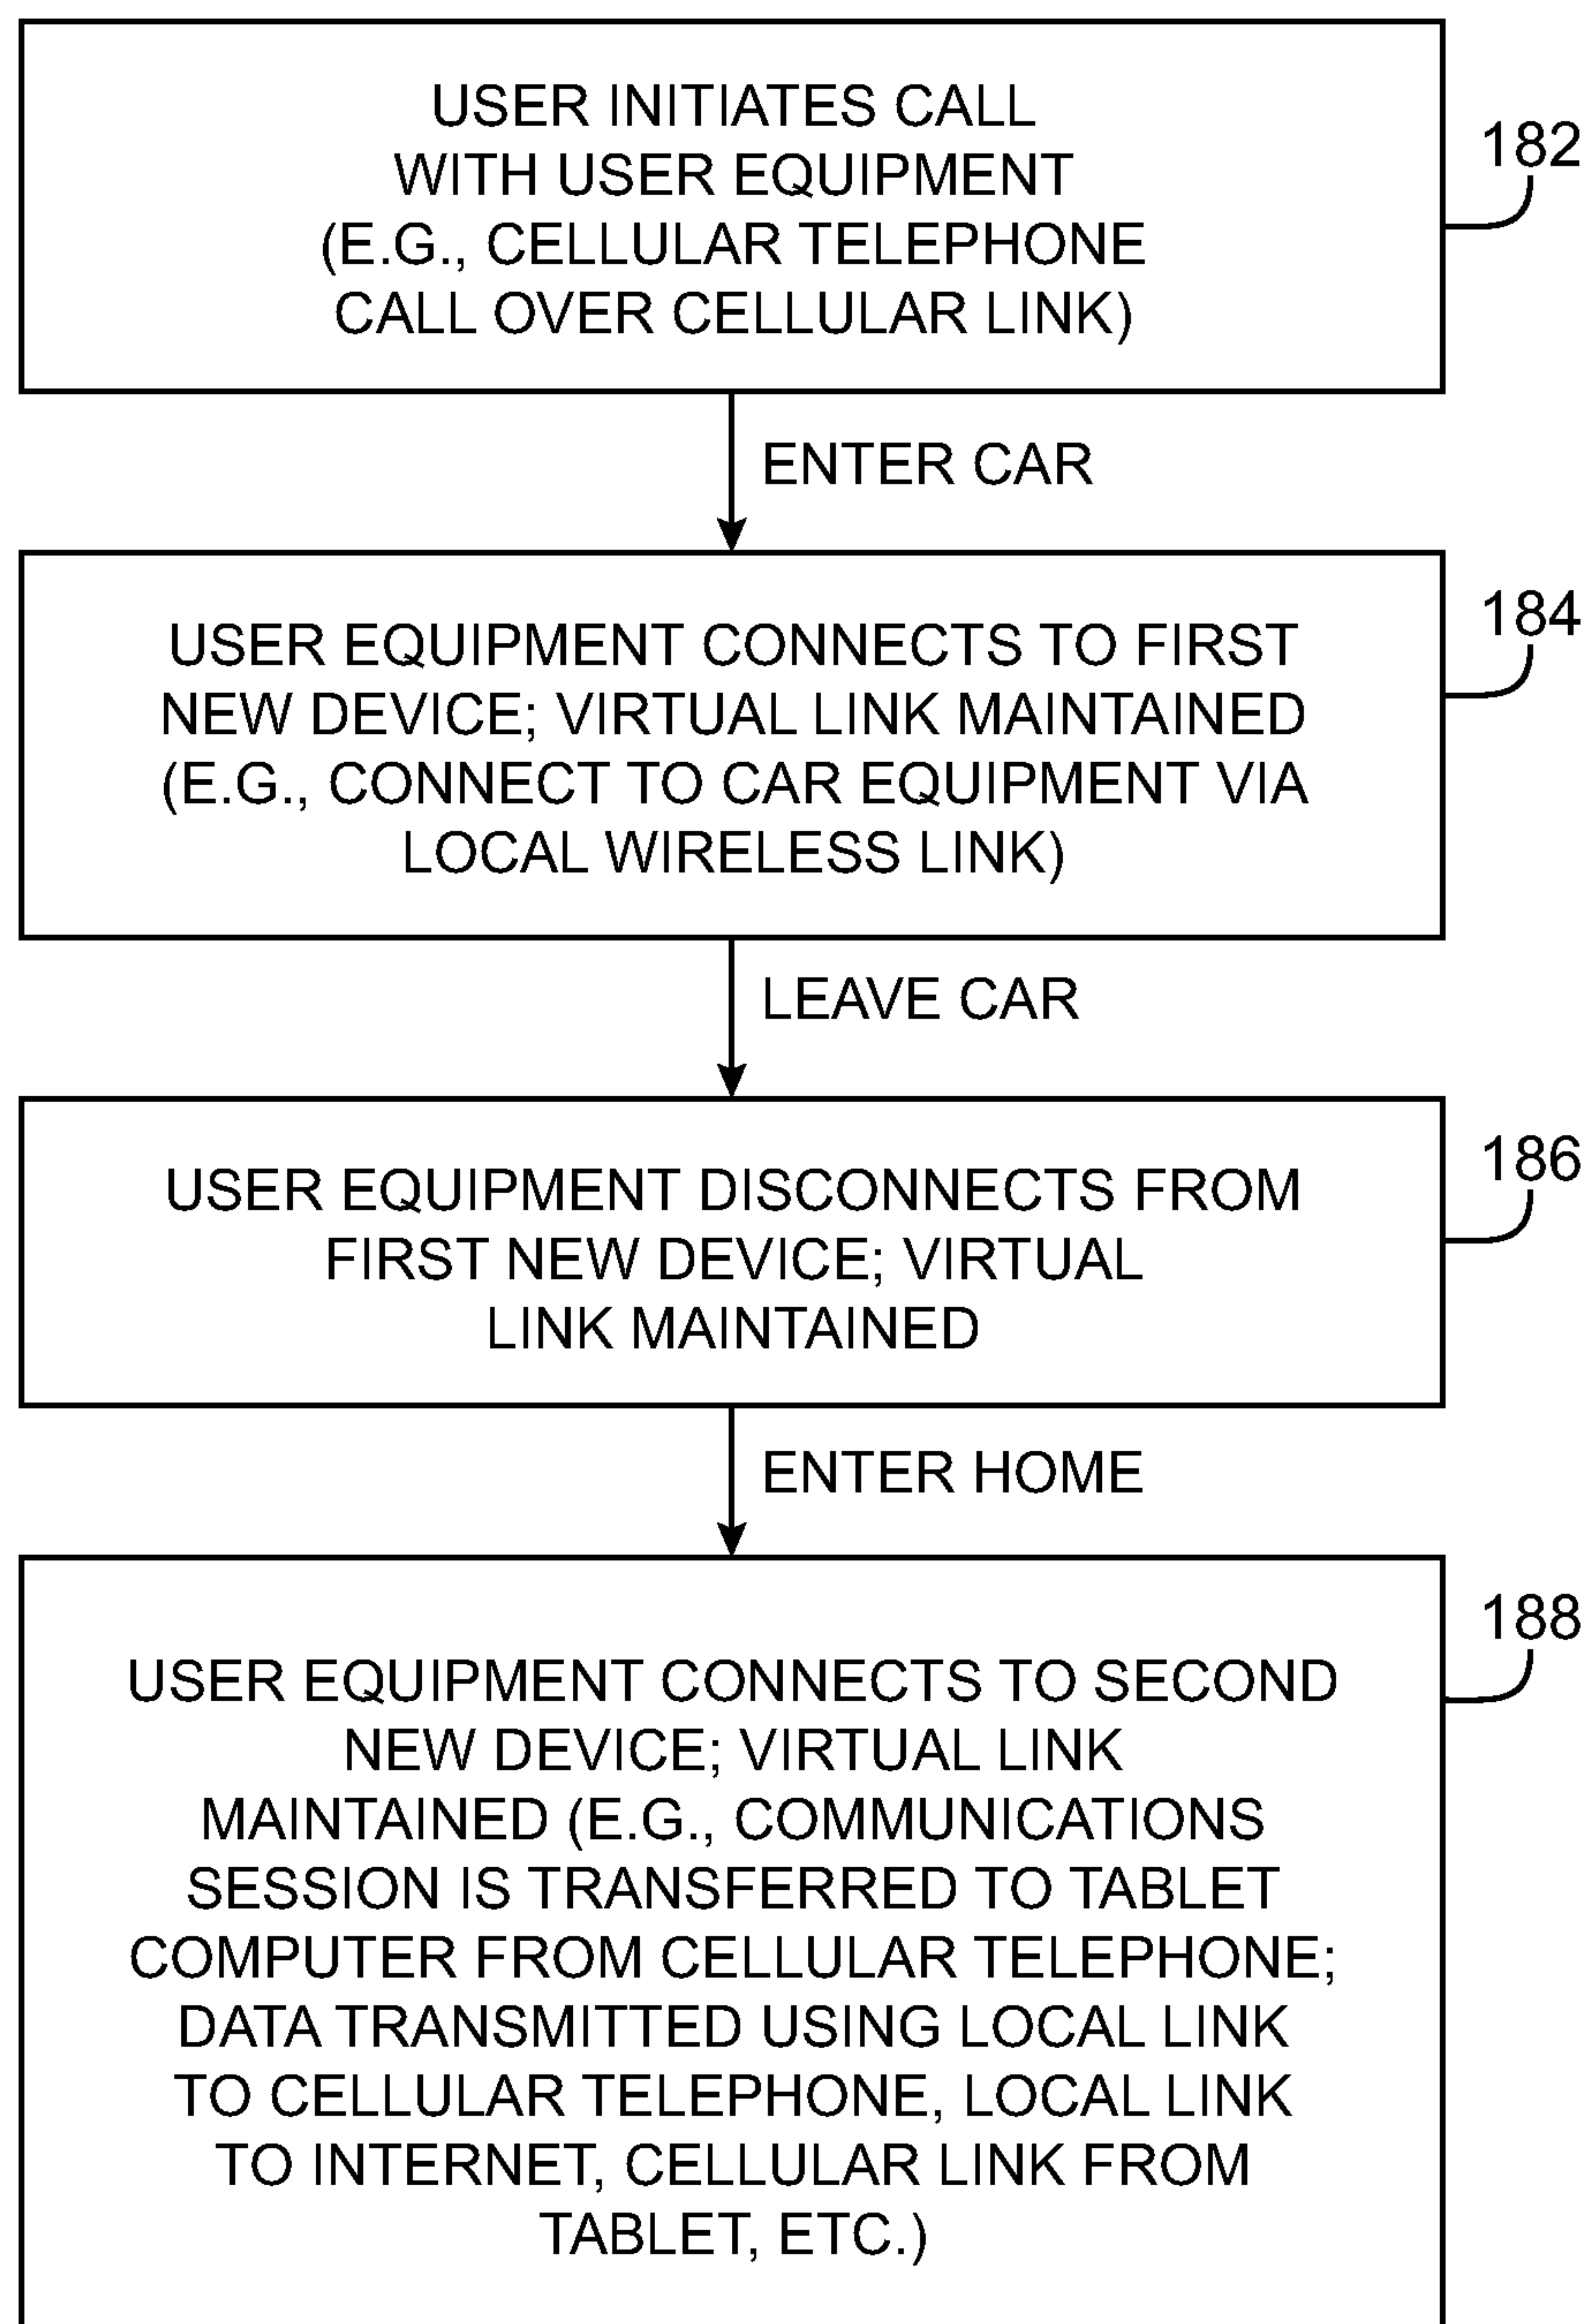 USER INITIATES CALL
WITH USER EQUIPMENT
(E.G., CELLULAR TELEPHONE
CALL OVER CELLULAR LINK)
182
ENTER CAR
USER EQUIPMENT CONNECTS TO FIRST
NEW DEVICE; VIRTUAL LINK MAINTAINED
(E.G., CONNECT TO CAR EQUIPMENT VIA
LOCAL WIRELESS LINK)
184
LEAVE CAR
USER EQUIPMENT DISCONNECTS FROM
FIRST NEW DEVICE; VIRTUAL
LINK MAINTAINED
186
ENTER HOME
USER EQUIPMENT CONNECTS TO SECOND
NEW DEVICE; VIRTUAL LINK
MAINTAINED (E.G., COMMUNICATIONS
SESSION IS TRANSFERRED TO TABLET
COMPUTER FROM CELLULAR TELEPHONE;
DATA TRANSMITTED USING LOCAL LINK
TO CELLULAR TELEPHONE, LOCAL LINK
TO INTERNET, CELLULAR LINK FROM
TABLET, ETC.)
188